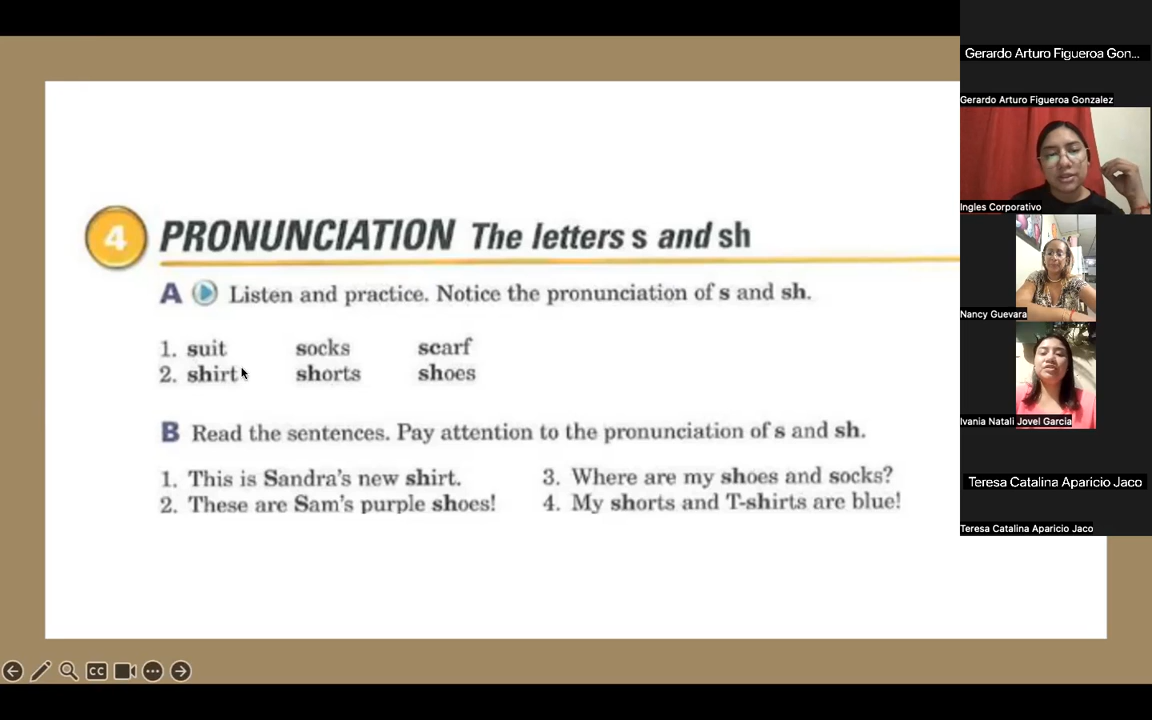 4 PRONUNCIATION The letters s and sh
A Listen and practice. Notice the pronunciation of s and sh.
1. suit socks scarf
2. shirt shorts shoes
B Read the sentences. Pay attention to the pronunciation of s and sh.
1. This is Sandra's new shirt.
2. These are Sam's purple shoes!
3. Where are my shoes and socks?
4. My shorts and T-shirts are blue!
Gerardo Arturo Figueroa Gon...
Gerardo Arturo Figueroa Gonzalez
Ingles Corporativo
Nancy Guevara
Ivania Natali Jovel Garcia
Teresa Catalina Aparicio Jaco
Teresa Catalina Aparicio Jaco
CC